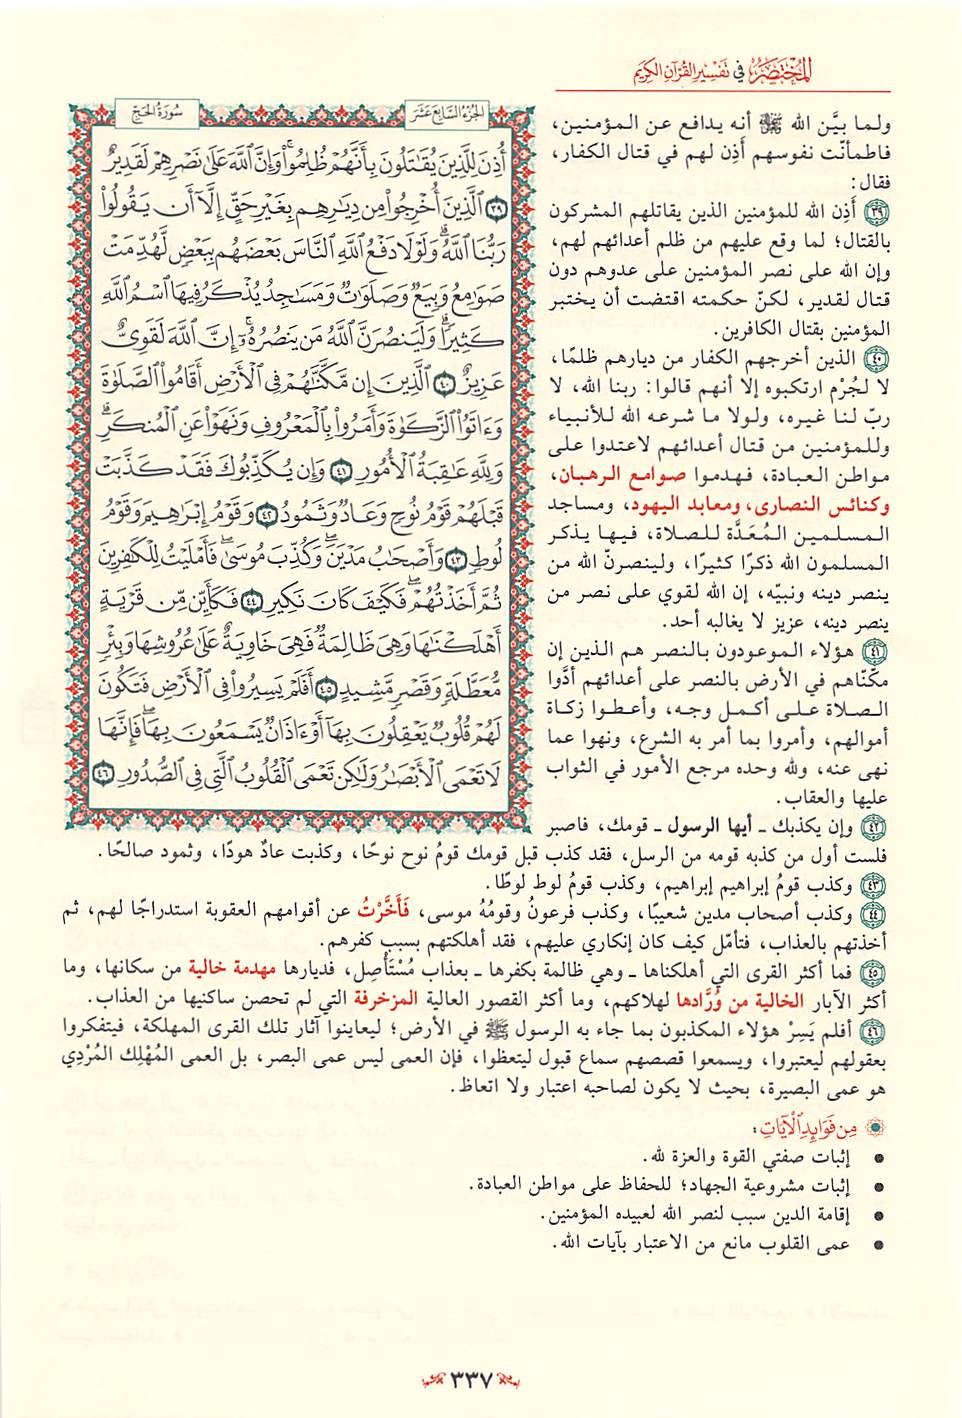 المختصر في تفسير القرآن الكريم
سورة الحج
الجزء السابع عشر
أُذِنَ لِلَّذِينَ يُقَٰتَلُونَ بِأَنَّهُمْ ظُلِمُوا۟ۚ وَإِنَّ ٱللَّهَ عَلَىٰ نَصْرِهِمْ لَقَدِيرٌ
٣٩ ٱلَّذِينَ أُخْرِجُوا۟ مِن دِيَٰرِهِم بِغَيْرِ حَقٍّ إِلَّآ أَن يَقُولُوا۟
رَبُّنَا ٱللَّهُۗ وَلَوْلَا دَفْعُ ٱللَّهِ ٱلنَّاسَ بَعْضَهُم بِبَعْضٍ لَّهُدِّمَتْ
صَوَٰمِعُ وَبِيَعٌ وَصَلَوَٰتٌ وَمَسَٰجِدُ يُذْكَرُ فِيهَا ٱسْمُ ٱللَّهِ
كَثِيرًاۗ وَلَيَنصُرَنَّ ٱللَّهُ مَن يَنصُرُهُۥٓۚ إِنَّ ٱللَّهَ لَقَوِىٌّ
عَزِيزٌ ٤٠ ٱلَّذِينَ إِن مَّكَّنَّٰهُمْ فِى ٱلْأَرْضِ أَقَامُوا۟ ٱلصَّلَوٰةَ
وَءَاتَوُا۟ ٱلزَّكَوٰةَ وَأَمَرُوا۟ بِٱلْمَعْرُوفِ وَنَهَوْا۟ عَنِ ٱلْمُنكَرِۗ
وَلِلَّهِ عَٰقِبَةُ ٱلْأُمُورِ ٤١ وَإِن يُكَذِّبُوكَ فَقَدْ كَذَّبَتْ
قَبْلَهُمْ قَوْمُ نُوحٍ وَعَادٌ وَثَمُودُ ٤٢ وَقَوْمُ إِبْرَٰهِيمَ وَقَوْمُ
لُوطٍ ٤٣ وَأَصْحَٰبُ مَدْيَنَۖ وَكُذِّبَ مُوسَىٰۖ فَأَمْلَيْتُ لِلْكَٰفِرِينَ
ثُمَّ أَخَذْتُهُمْۖ فَكَيْفَ كَانَ نَكِيرِ ٤٤ فَكَأَيِّن مِّن قَرْيَةٍ
أَهْلَكْنَٰهَا وَهِىَ ظَالِمَةٌ فَهِىَ خَاوِيَةٌ عَلَىٰ عُرُوشِهَا وَبِئْرٍ
مُّعَطَّلَةٍ وَقَصْرٍ مَّشِيدٍ ٤٥ أَفَلَمْ يَسِيرُوا۟ فِى ٱلْأَرْضِ فَتَكُونَ
لَهُمْ قُلُوبٌ يَعْقِلُونَ بِهَآ أَوْ ءَاذَانٌ يَسْمَعُونَ بِهَاۖ فَإِنَّهَا
لَا تَعْمَى ٱلْأَبْصَٰرُ وَلَٰكِن تَعْمَى ٱلْقُلُوبُ ٱلَّتِى فِى ٱلصُّدُورِ ٤٦
ولما بيَّن الله ﷻ أنه يدافع عن المؤمنين،
فاطمأنّت نفوسهم أَذِن لهم في قتال الكفار،
فقال:
٣٩ أَذِن الله للمؤمنين الذين يقاتلهم المشركون
بالقتال؛ لما وقع عليهم من ظلم أعدائهم لهم،
وإن الله على نصر المؤمنين على عدوهم دون
قتال لقدير، لكنّ حكمته اقتضت أن يختبر
المؤمنين بقتال الكافرين.
٤٠ الذين أخرجهم الكفار من ديارهم ظلمًا،
لا لجُرْم ارتكبوه إلا أنهم قالوا: ربنا الله، لا
ربّ لنا غيره، ولولا ما شرعه الله للأنبياء
وللمؤمنين من قتال أعدائهم لاعتدوا على
مواطن العبادة، فهدموا صوامع الرهبان،
وكنائس النصارى، ومعابد اليهود، ومساجد
المسلمين المُعَدَّة للصلاة، فيها يذكر
المسلمون الله ذكرًا كثيرًا، ولينصرنّ الله من
ينصر دينه ونبيّه، إن الله لقوي على نصر من
ينصر دينه، عزيز لا يغالبه أحد.
٤١ هؤلاء الموعودون بالنصر هم الذين إن
مكّنّاهم في الأرض بالنصر على أعدائهم أدَّوا
الصلاة على أكمل وجه، وأعطوا زكاة
أموالهم، وأمروا بما أمر به الشرع، ونهوا عما
نهى عنه، ولله وحده مرجع الأمور في الثواب
عليها والعقاب.
٤٢ وإن يكذبك ـ أيها الرسول ـ قومك، فاصبر
فلست أول من كذبه قومه من الرسل، فقد كذب قبل قومك قومُ نوح نوحًا، وكذبت عادٌ هودًا، وثمود صالحًا.
٤٣ وكذب قومُ إبراهيم إبراهيم، وكذب قومُ لوط لوطًا.
٤٤ وكذب أصحاب مدين شعيبًا، وكذب فرعونُ وقومُهُ موسى، فَأَخَّرْتُ عن أقوامهم العقوبة استدراجًا لهم، ثم
أخذتهم بالعذاب، فتأمّل كيف كان إنكاري عليهم، فقد أهلكتهم بسبب كفرهم.
٤٥ فما أكثر القرى التي أهلكناها ـ وهي ظالمة بكفرها ـ بعذاب مُسْتَأْصِل، فديارها مهدمة خالية من سكانها، وما
أكثر الآبار الخالية من وُرَّادها لهلاكهم، وما أكثر القصور العالية المزخرفة التي لم تحصن ساكنيها من العذاب.
٤٦ أفلم يَسِرْ هؤلاء المكذبون بما جاء به الرسول ﷺ في الأرض؛ ليعاينوا آثار تلك القرى المهلكة، فيتفكروا
بعقولهم ليعتبروا، ويسمعوا قصصهم سماع قبول ليتعظوا، فإن العمى ليس عمى البصر، بل العمى المُهْلِك المُرْدِي
هو عمى البصيرة، بحيث لا يكون لصاحبه اعتبار ولا اتعاظ.
من فوائد الآيات:
• إثبات صفتي القوة والعزة لله.
• إثبات مشروعية الجهاد؛ للحفاظ على مواطن العبادة.
• إقامة الدين سبب لنصر الله لعبيده المؤمنين.
• عمى القلوب مانع من الاعتبار بآيات الله.
٣٣٧